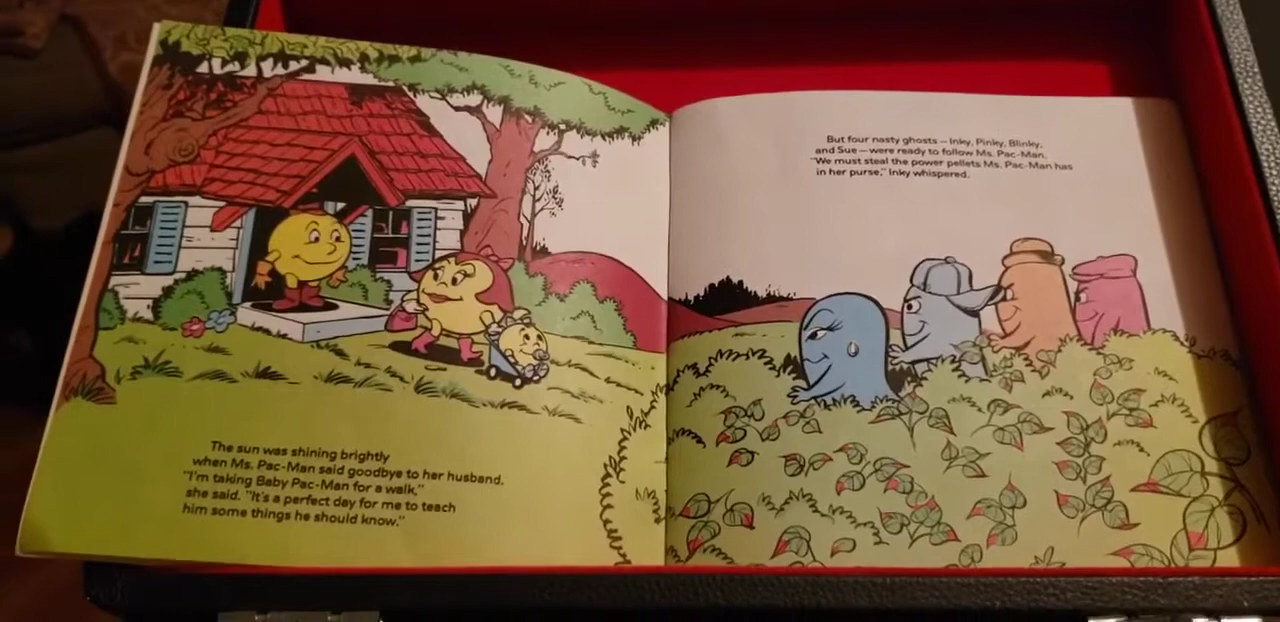 The sun was shining brightly
when Ms. Pac-Man said goodbye to her husband.
"I'm taking Baby Pac-Man for a walk,"
she said. "It's a perfect day for me to teach
him some things he should know."
But four nasty ghosts — Inky, Pinky, Blinky,
and Sue — were ready to follow Ms. Pac-Man.
"We must steal the power pellets Ms. Pac-Man has
in her purse," Inky whispered.